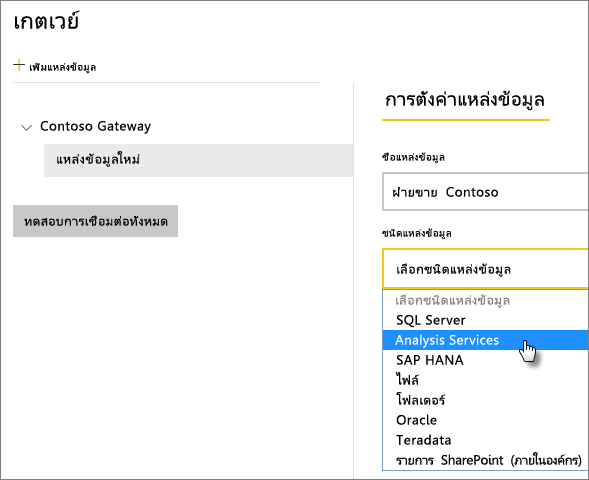 เกตเวย์
+ เพิ่มแหล่งข้อมูล
Contoso Gateway
แหล่งข้อมูลใหม่
ทดสอบการเชื่อมต่อทั้งหมด
การตั้งค่าแหล่งข้อมูล
ชื่อแหล่งข้อมูล
ฝ่ายขาย Contoso
ชนิดแหล่งข้อมูล
เลือกชนิดแหล่งข้อมูล
เลือกชนิดแหล่งข้อมูล
SQL Server
Analysis Services
SAP HANA
ไฟล์
โฟลเดอร์
Oracle
Teradata
รายการ SharePoint (ภายในองค์กร)